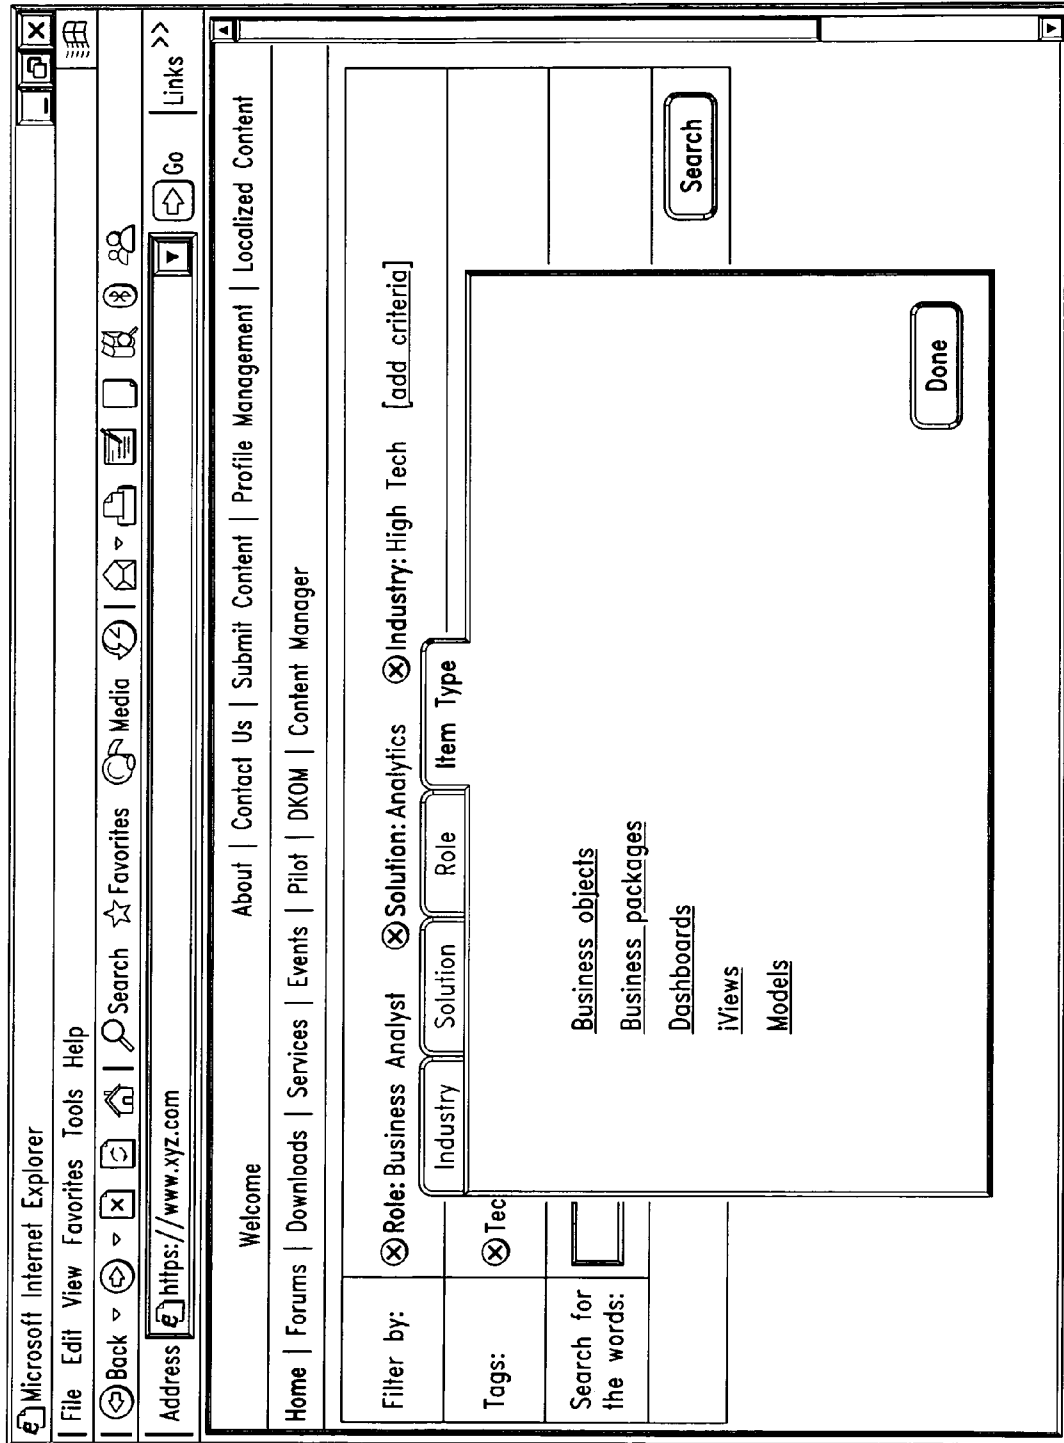 Microsoft Internet Explorer
File Edit View Favorites Tools Help
Back Search Favorites Media
Address https://www.xyz.com Go Links >>
Welcome About | Contact Us | Submit Content | Profile Management | Localized Content
Home | Forums | Downloads | Services | Events | Pilot | DKOM | Content Manager
Filter by: Role: Business Analyst Solution: Analytics Industry: High Tech [add criteria]
Industry Solution Role Item Type
Tags: Tec
Search for
the words:
Business objects
Business packages
Dashboards
iViews
Models
Search
Done